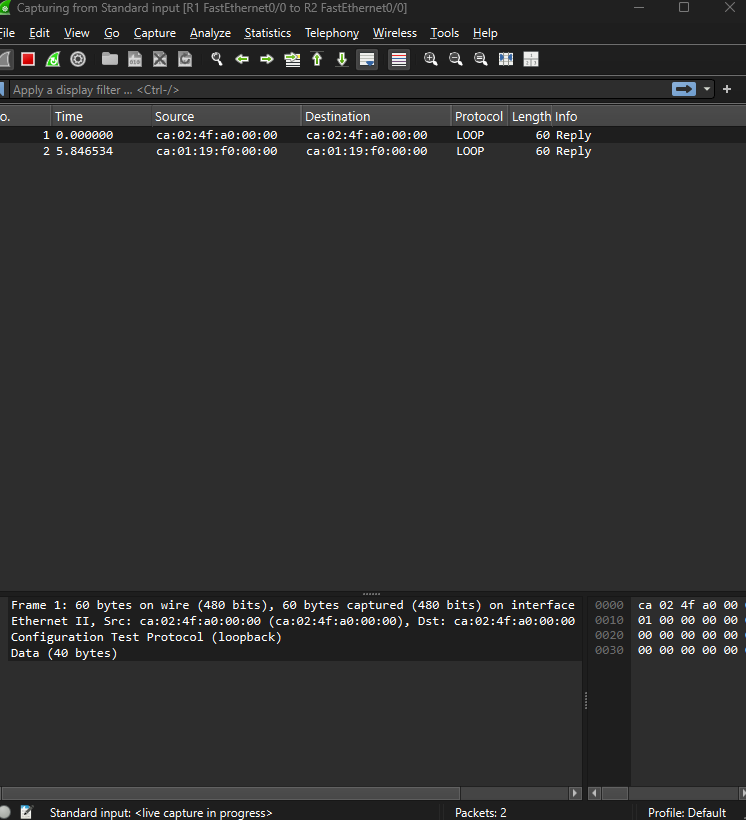 Capturing from Standard input [R1 FastEthernet0/0 to R2 FastEthernet0/0]
File Edit View Go Capture Analyze Statistics Telephony Wireless Tools Help
Apply a display filter ... <Ctrl-/>
o. Time Source Destination Protocol Length Info
1 0.000000 ca:02:4f:a0:00:00 ca:02:4f:a0:00:00 LOOP 60 Reply
2 5.846534 ca:01:19:f0:00:00 ca:01:19:f0:00:00 LOOP 60 Reply
Frame 1: 60 bytes on wire (480 bits), 60 bytes captured (480 bits) on interface
Ethernet II, Src: ca:02:4f:a0:00:00 (ca:02:4f:a0:00:00), Dst: ca:02:4f:a0:00:00
Configuration Test Protocol (loopback)
Data (40 bytes)
0000 ca 02 4f a0 00
0010 01 00 00 00 00
0020 00 00 00 00 00
0030 00 00 00 00 00
Standard input: <live capture in progress> Packets: 2 Profile: Default